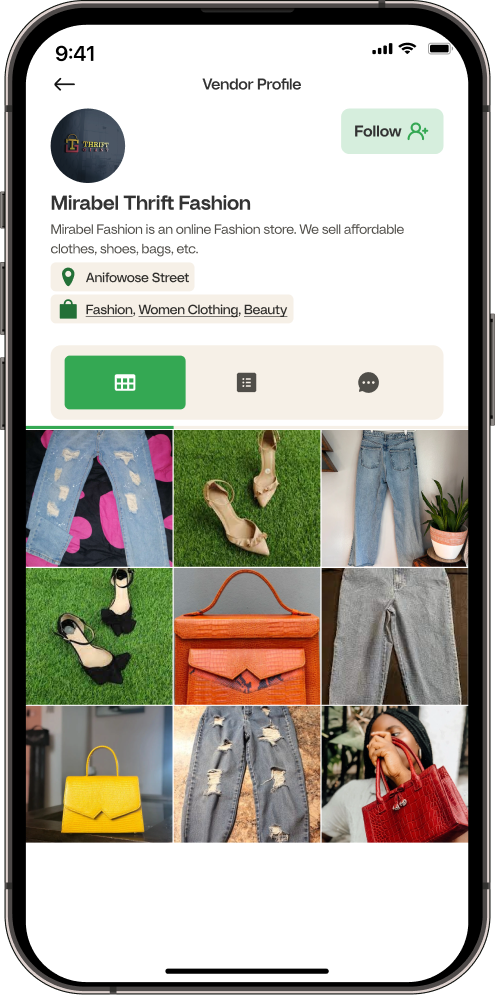 9:41
Vendor Profile
THRIFT
Follow
Mirabel Thrift Fashion
Mirabel Fashion is an online Fashion store. We sell affordable
clothes, shoes, bags, etc.
Anifowose Street
Fashion, Women Clothing, Beauty